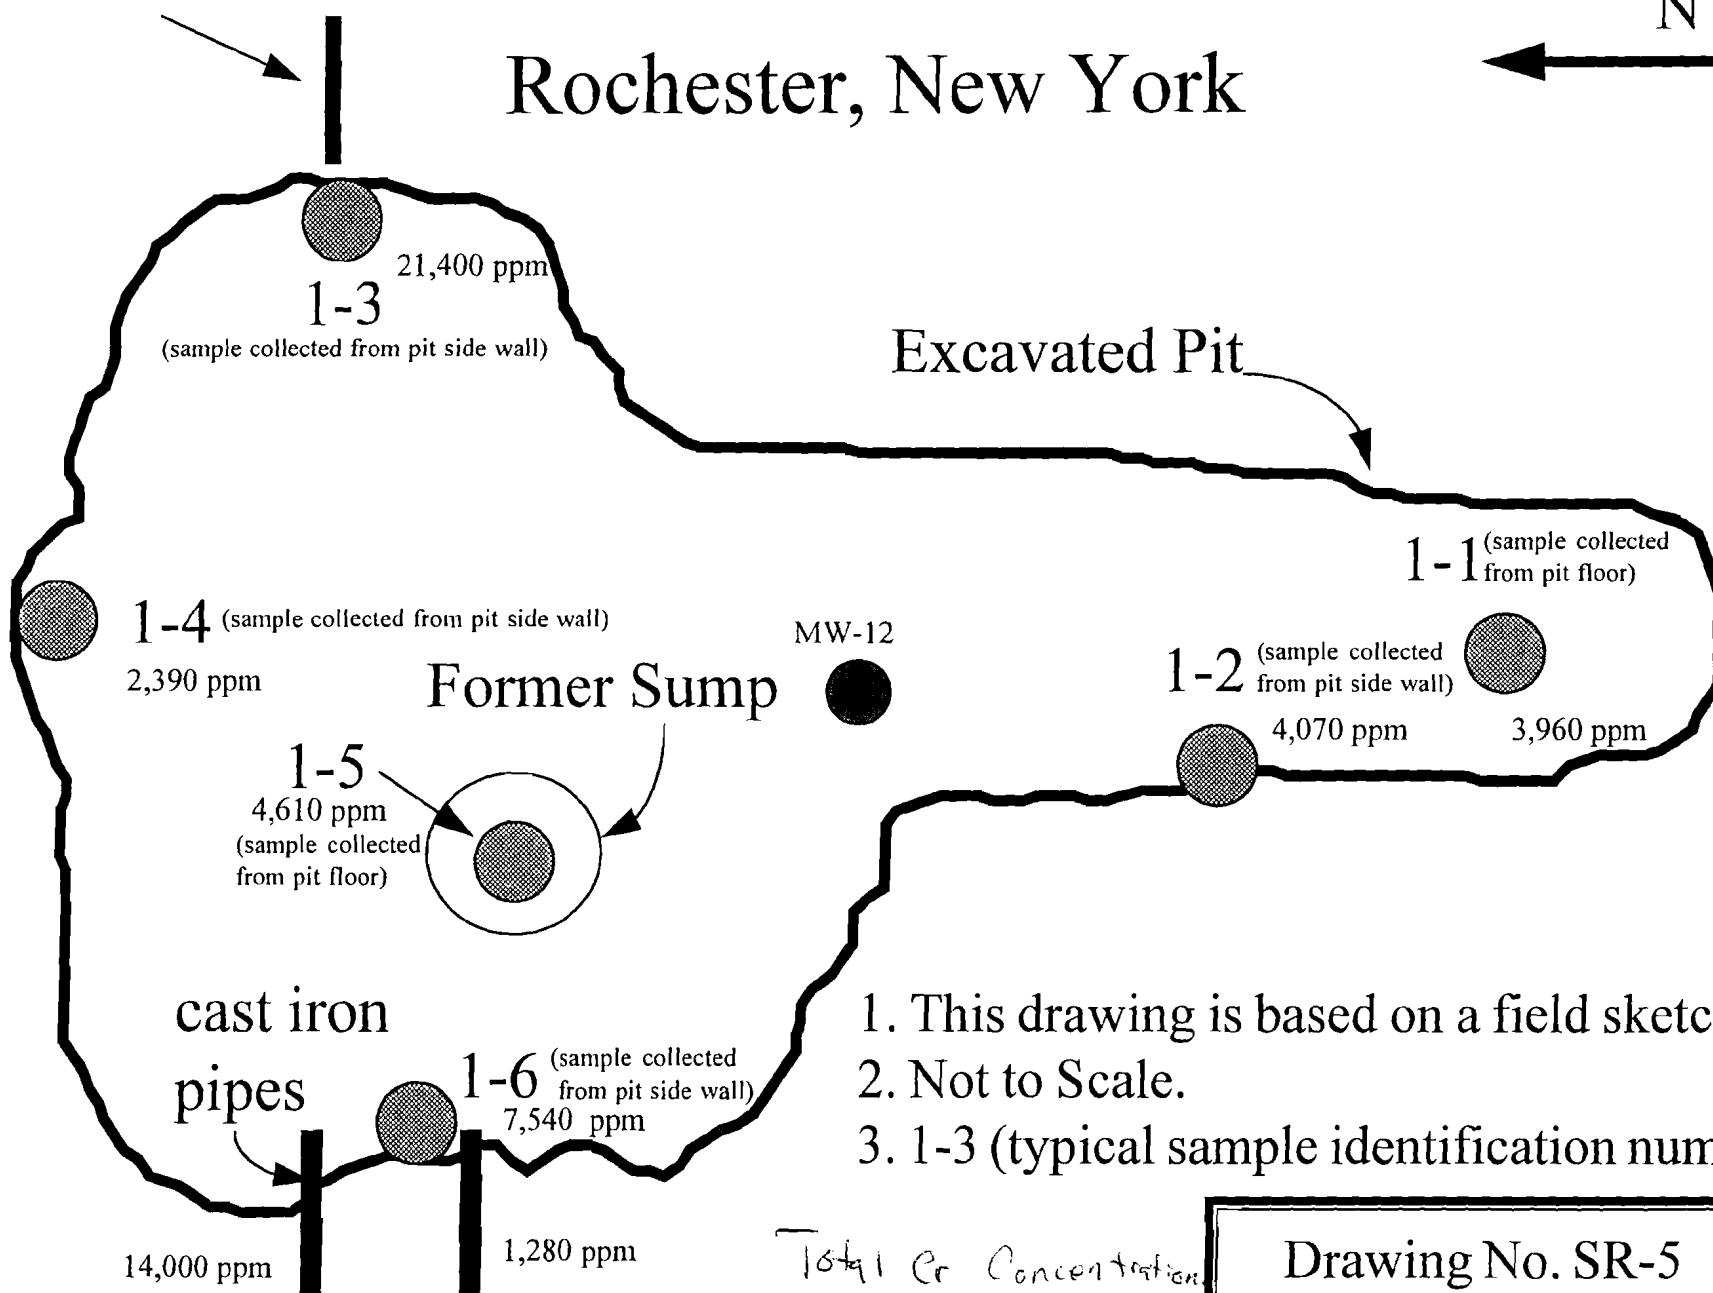 N
Rochester, New York
21,400 ppm
1-3
(sample collected from pit side wall)
Excavated Pit
1-1 (sample collected
from pit floor)
1-4 (sample collected from pit side wall)
2,390 ppm
MW-12
1-2 (sample collected
from pit side wall)
Former Sump
4,070 ppm
3,960 ppm
1-5
4,610 ppm
(sample collected
from pit floor)
cast iron
pipes
1-6 (sample collected
from pit side wall)
7,540 ppm
1. This drawing is based on a field sketc
2. Not to Scale.
3. 1-3 (typical sample identification num
14,000 ppm
1,280 ppm
Total Cr Concentration
Drawing No. SR-5